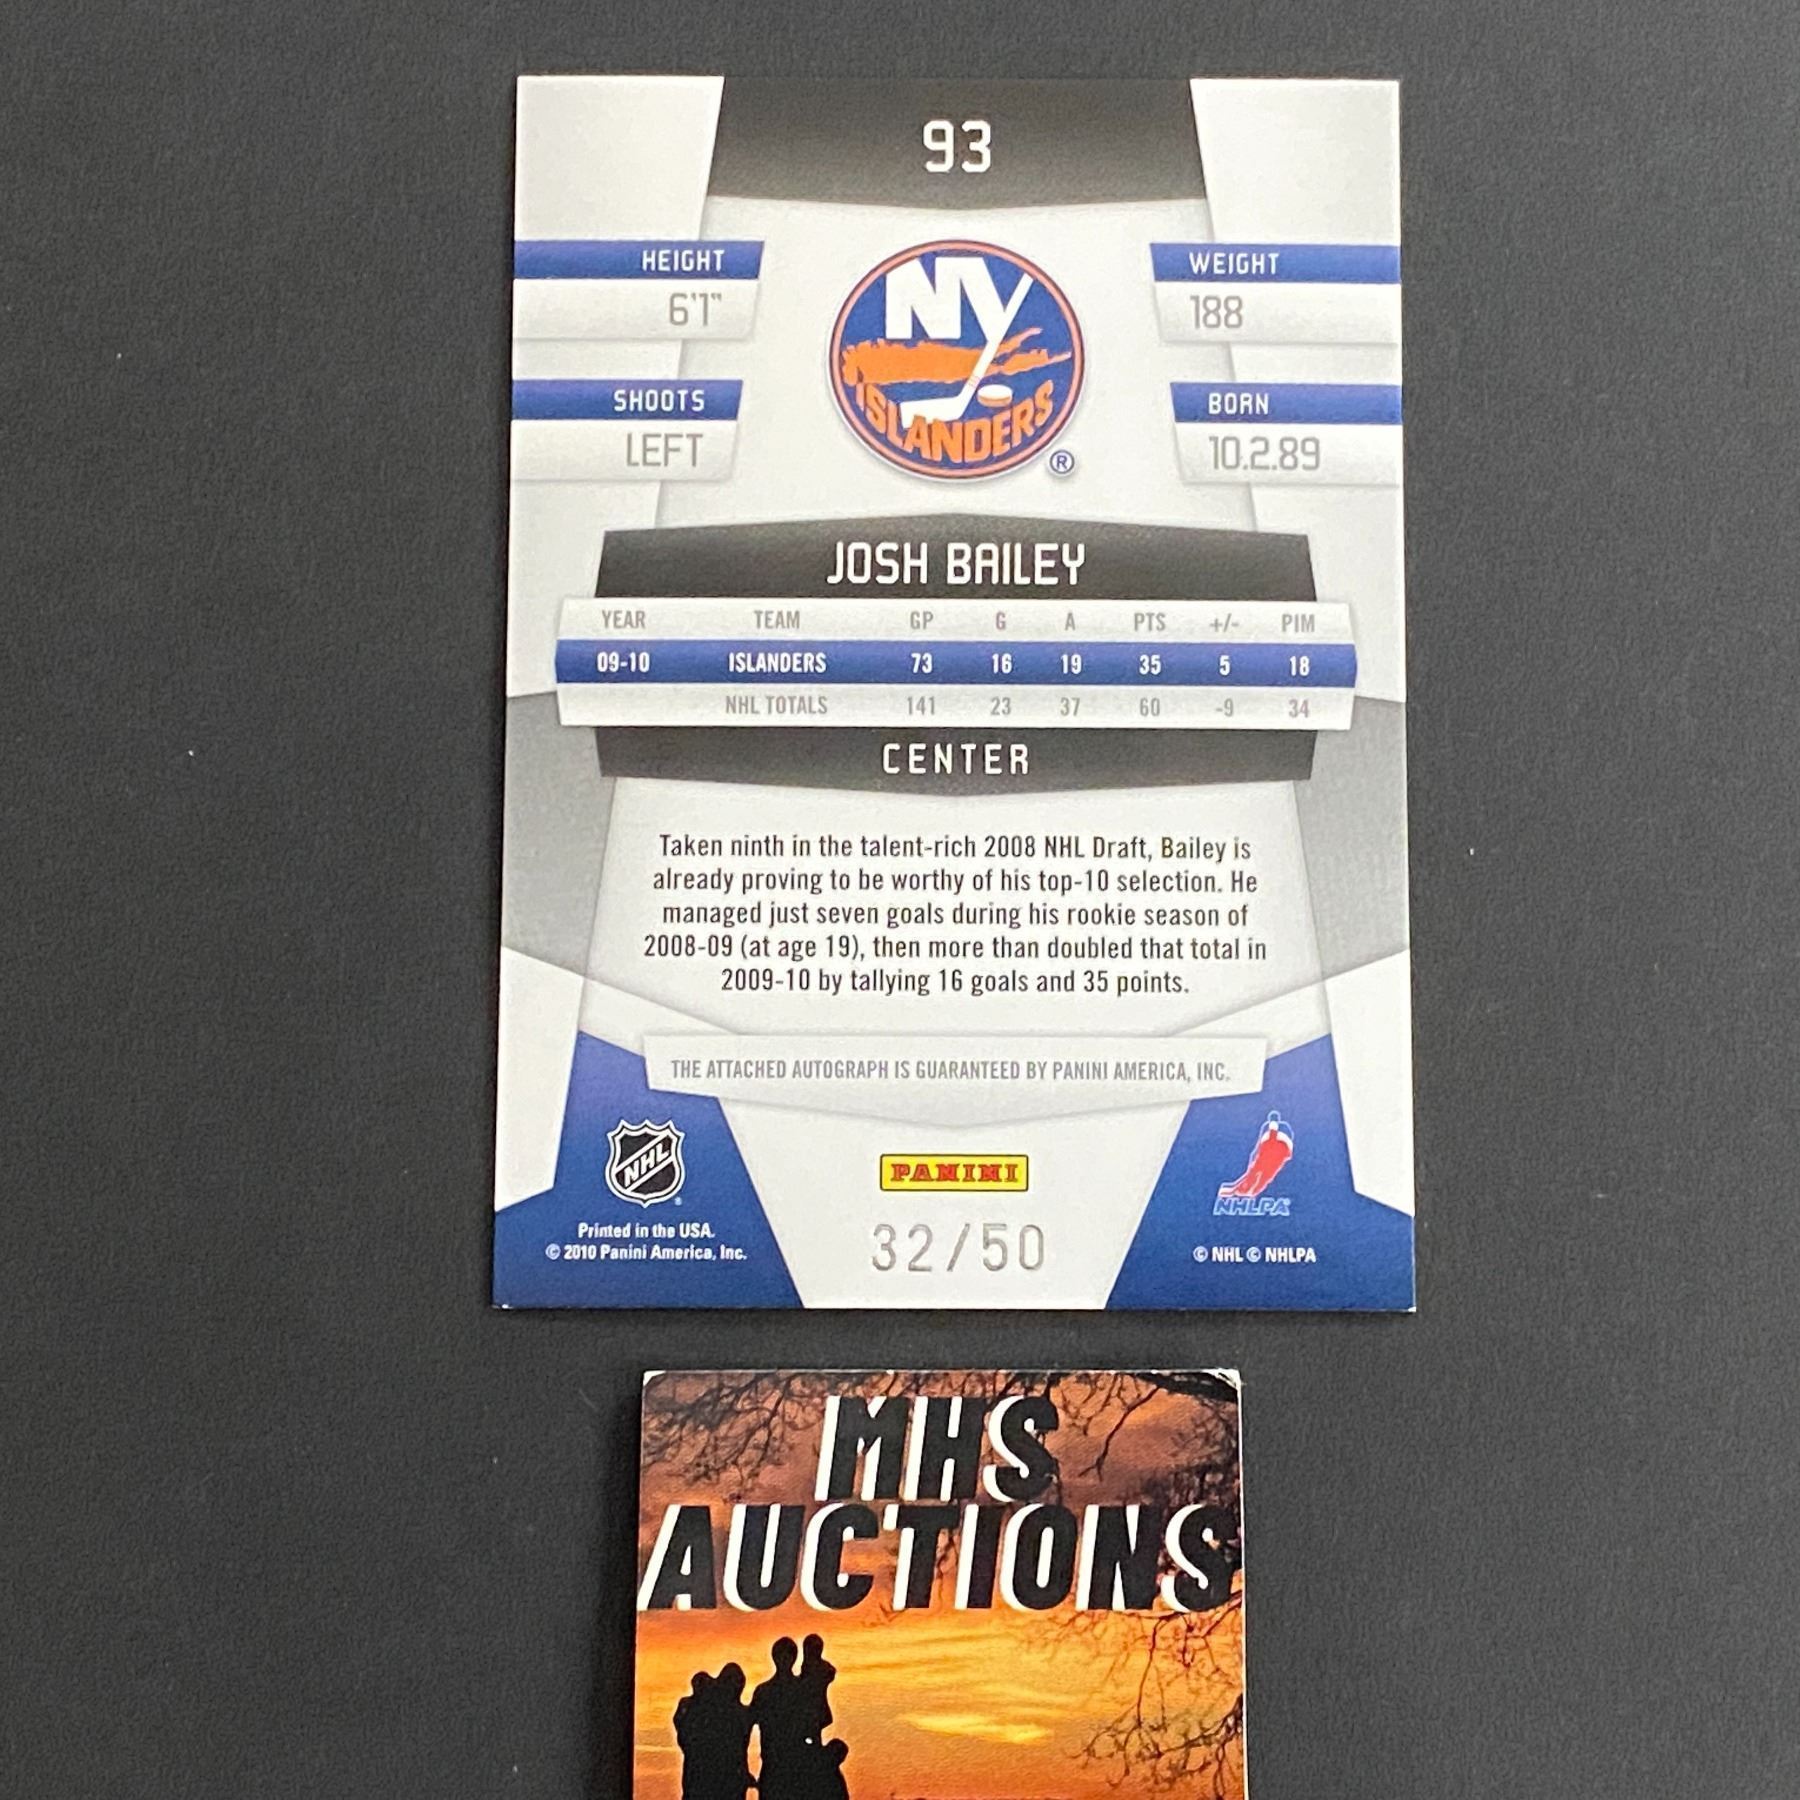 93
HEIGHT
6'1"
WEIGHT
188
SHOOTS
LEFT
BORN
10.2.89
NY
ISLANDERS
®
JOSH BAILEY
YEAR TEAM GP G A PTS +/- PIM
09-10 ISLANDERS 73 16 19 35 5 18
NHL TOTALS 141 23 37 60 -9 34
CENTER
Taken ninth in the talent-rich 2008 NHL Draft, Bailey is
already proving to be worthy of his top-10 selection. He
managed just seven goals during his rookie season of
2008-09 (at age 19), then more than doubled that total in
2009-10 by tallying 16 goals and 35 points.
THE ATTACHED AUTOGRAPH IS GUARANTEED BY PANINI AMERICA, INC.
NHL
PANINI
NHLPA
Printed in the USA.
© 2010 Panini America, Inc.
32/50
© NHL © NHLPA
MHS
AUCTIONS